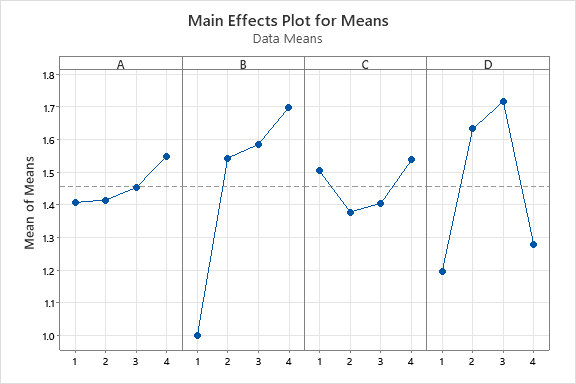 Main Effects Plot for Means
Data Means
A B C D
Mean of Means
1.8
1.7
1.6
1.5
1.4
1.3
1.2
1.1
1.0
1 2 3 4 1 2 3 4 1 2 3 4 1 2 3 4